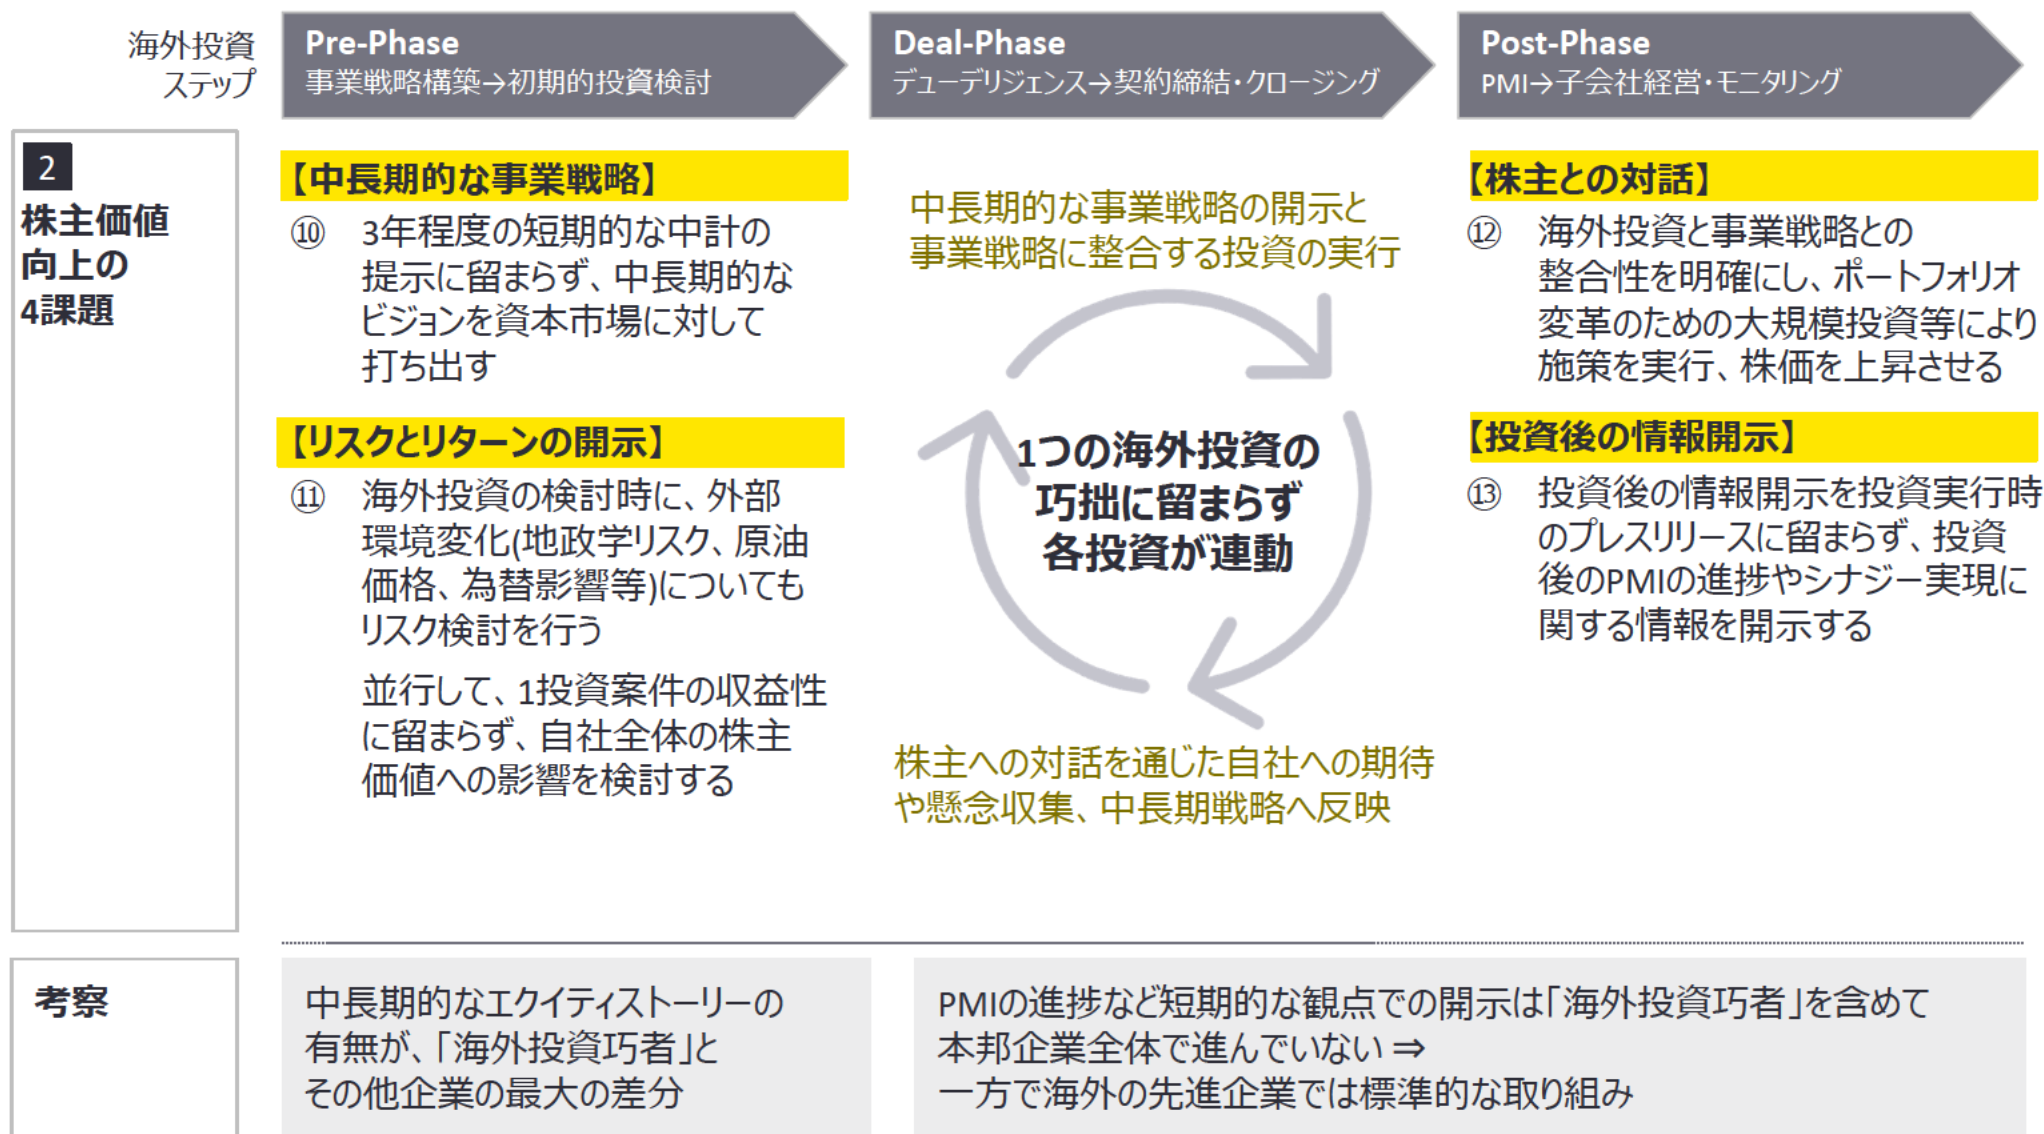 海外投資
ステップ
Pre-Phase
事業戦略構築→初期的投資検討
Deal-Phase
デューデリジェンス→契約締結・クロージング
Post-Phase
PMI→子会社経営・モニタリング
2
株主価値
向上の
4課題
【中長期的な事業戦略】
⑩ 3年程度の短期的な中計の
提示に留まらず、中長期的な
ビジョンを資本市場に対して
打ち出す
【リスクとリターンの開示】
⑪ 海外投資の検討時に、外部
環境変化(地政学リスク、原油
価格、為替影響等)についても
リスク検討を行う
並行して、1投資案件の収益性
に留まらず、自社全体の株主
価値への影響を検討する
中長期的な事業戦略の開示と
事業戦略に整合する投資の実行
1つの海外投資の
巧拙に留まらず
各投資が連動
株主への対話を通じた自社への期待
や懸念収集、中長期戦略へ反映
【株主との対話】
⑫ 海外投資と事業戦略との
整合性を明確にし、ポートフォリオ
変革のための大規模投資等により
施策を実行、株価を上昇させる
【投資後の情報開示】
⑬ 投資後の情報開示を投資実行時
のプレスリリースに留まらず、投資
後のPMIの進捗やシナジー実現に
関する情報を開示する
考察
中長期的なエクイティストーリーの
有無が、「海外投資巧者」と
その他企業の最大の差分
PMIの進捗など短期的な観点での開示は「海外投資巧者」を含めて
本邦企業全体で進んでいない ⇒
一方で海外の先進企業では標準的な取り組み